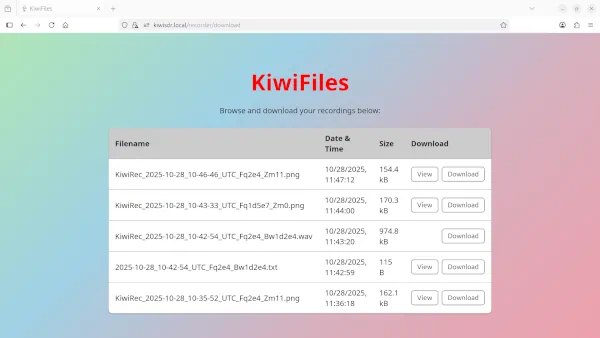 KiwiFiles
kiwisdr.local/recorder/download
KiwiFiles
Browse and download your recordings below:
Filename Date & Time Size Download
KiwiRec_2025-10-28_10-46-46_UTC_Fq2e4_Zm11.png 10/28/2025, 11:47:12 154.4 kB View Download
KiwiRec_2025-10-28_10-43-33_UTC_Fq1d5e7_Zm0.png 10/28/2025, 11:44:00 170.3 kB View Download
KiwiRec_2025-10-28_10-42-54_UTC_Fq2e4_Bw1d2e4.wav 10/28/2025, 11:43:20 974.8 kB Download
2025-10-28_10-42-54_UTC_Fq2e4_Bw1d2e4.txt 10/28/2025, 11:42:59 115 B View Download
KiwiRec_2025-10-28_10-35-52_UTC_Fq2e4_Zm11.png 10/28/2025, 11:36:18 162.1 kB View Download